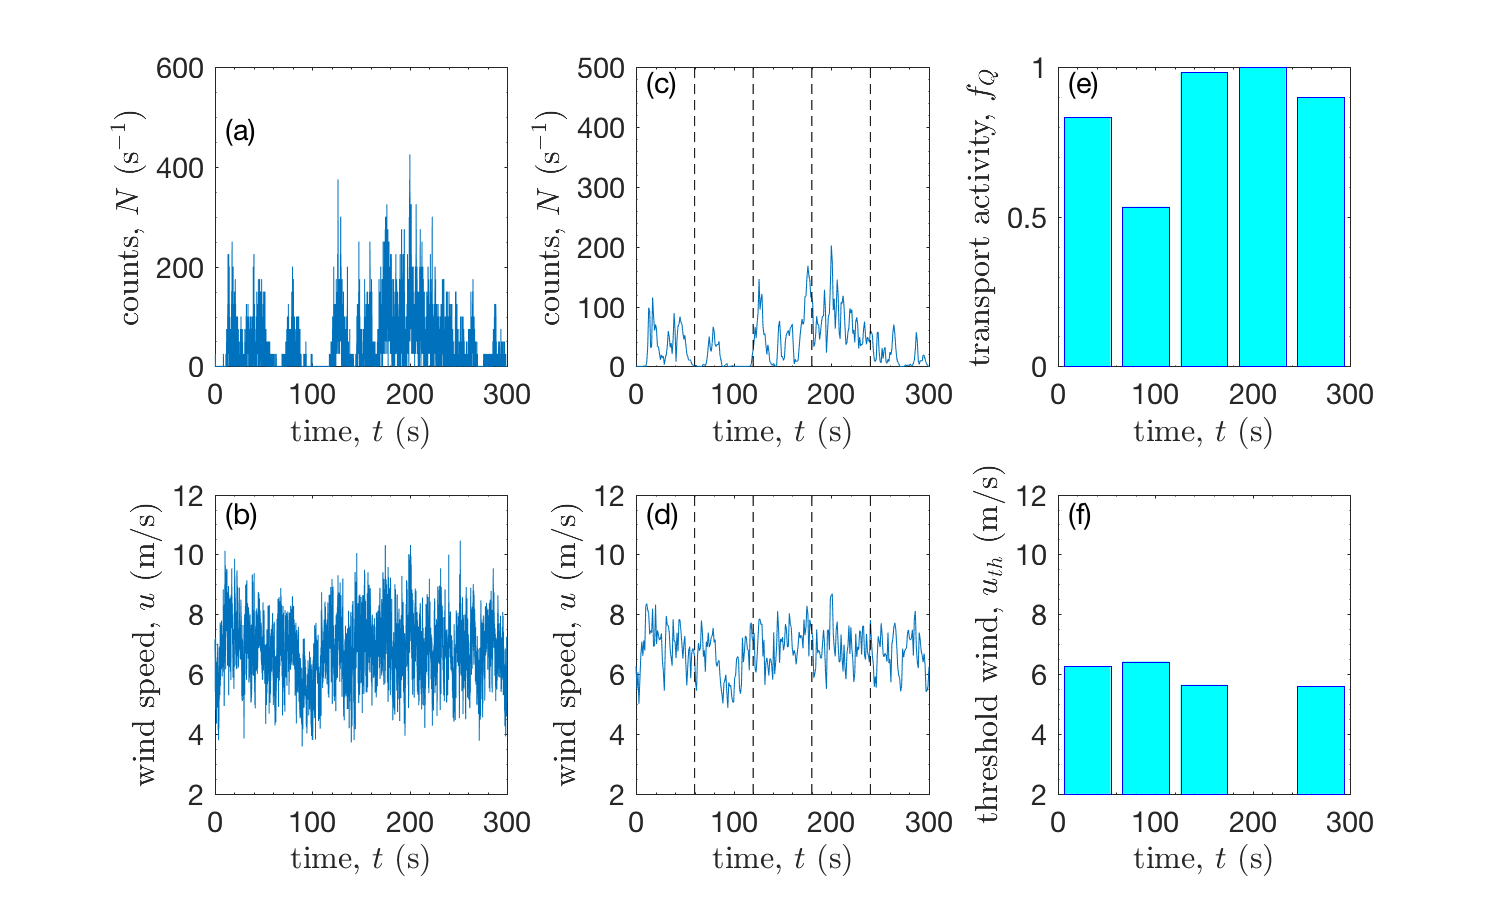 600
400
200
0
0 100 200 300
counts, N (s⁻¹)
time, t (s)
(a)
500
400
300
200
100
0
0 100 200 300
counts, N (s⁻¹)
time, t (s)
(c)
1
0.5
0
0 100 200 300
transport activity, f_Q
time, t (s)
(e)
12
10
8
6
4
2
0 100 200 300
wind speed, u (m/s)
time, t (s)
(b)
12
10
8
6
4
2
0 100 200 300
wind speed, u (m/s)
time, t (s)
(d)
12
10
8
6
4
2
0 100 200 300
threshold wind, u_th (m/s)
time, t (s)
(f)